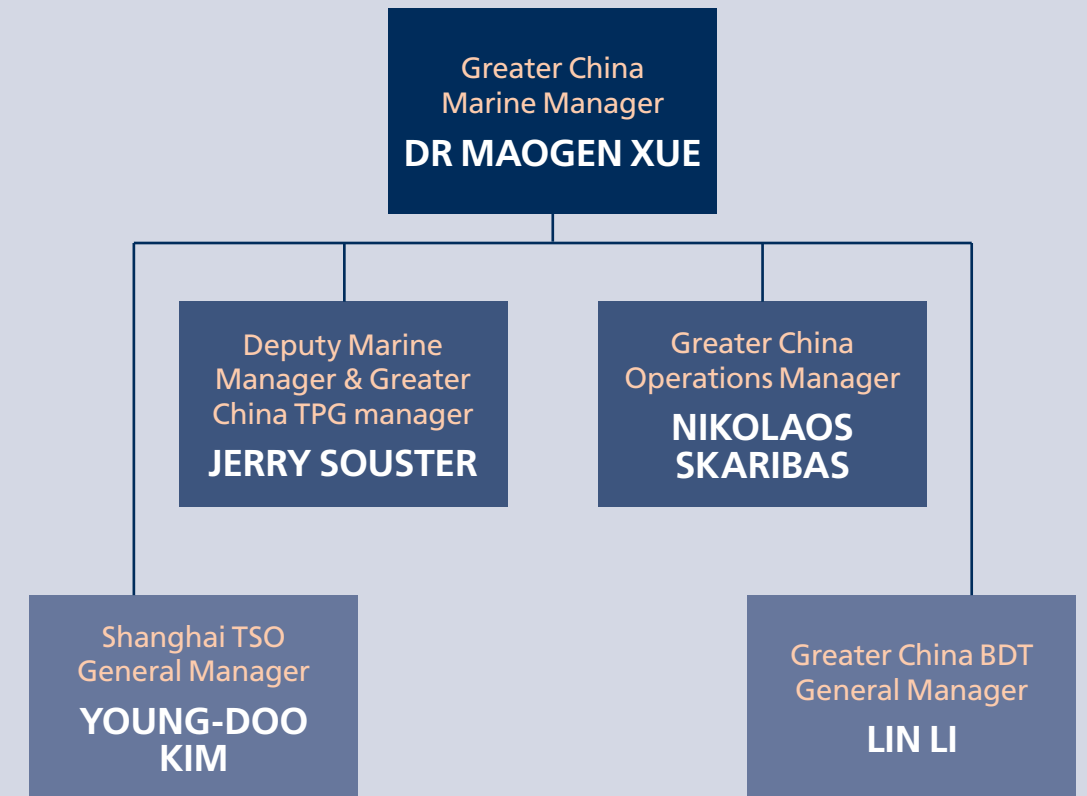 Greater China
Marine Manager
DR MAOGEN XUE
Deputy Marine
Manager & Greater
China TPG manager
JERRY SOUSTER
Greater China
Operations Manager
NIKOLAOS
SKARIBAS
Shanghai TSO
General Manager
YOUNG-DOO
KIM
Greater China BDT
General Manager
LIN LI